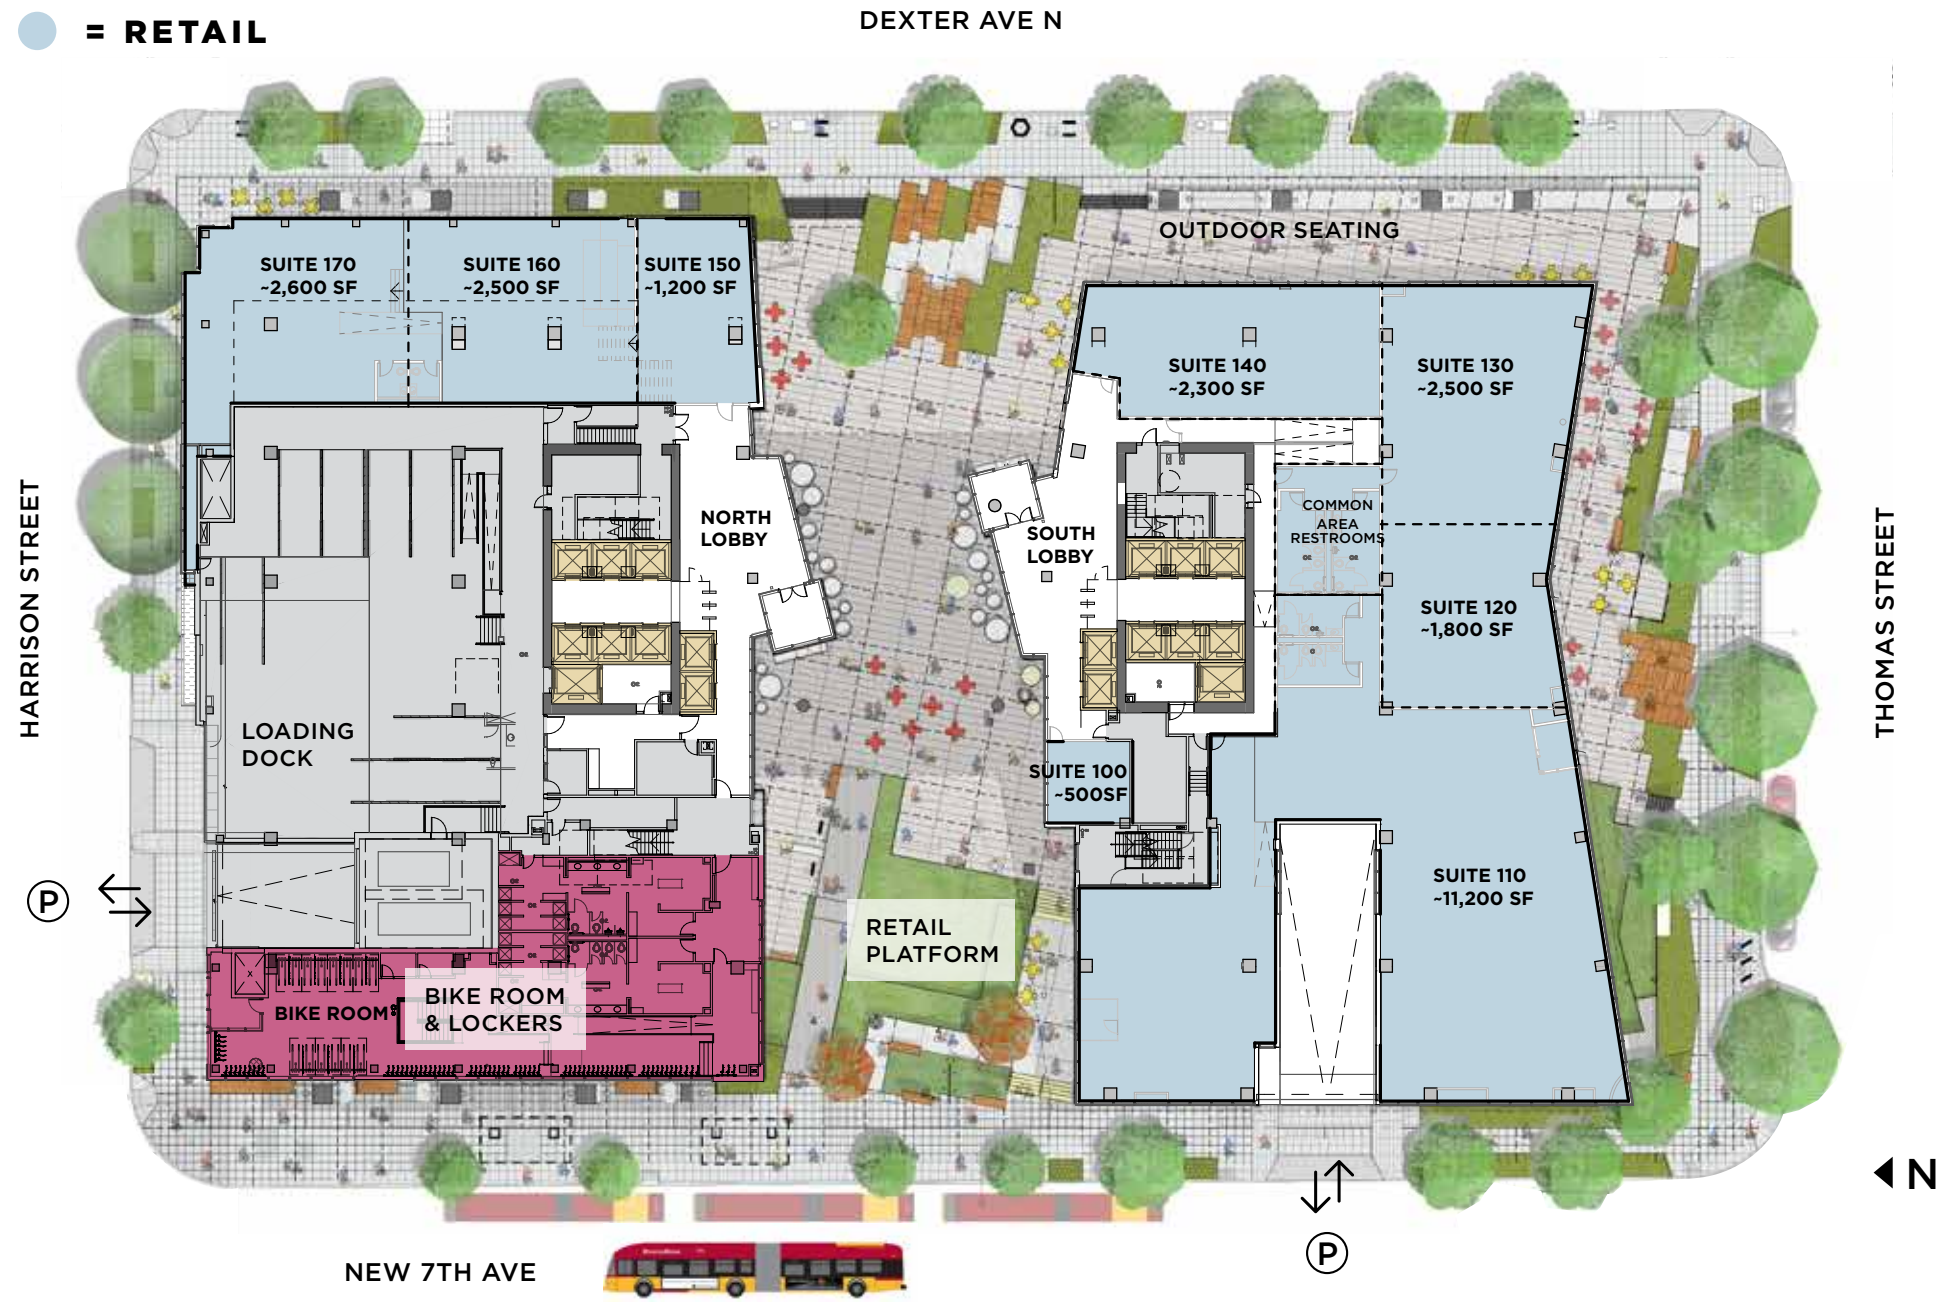 = RETAIL
DEXTER AVE N
OUTDOOR SEATING
SUITE 170
~2,600 SF
SUITE 160
~2,500 SF
SUITE 150
~1,200 SF
SUITE 140
~2,300 SF
SUITE 130
~2,500 SF
HARRISON STREET
NORTH
LOBBY
SOUTH
LOBBY
COMMON
AREA
RESTROOMS
THOMAS STREET
SUITE 120
~1,800 SF
LOADING
DOCK
SUITE 100
~500SF
SUITE 110
~11,200 SF
P
RETAIL
PLATFORM
BIKE ROOM
BIKE ROOM
& LOCKERS
N
P
NEW 7TH AVE